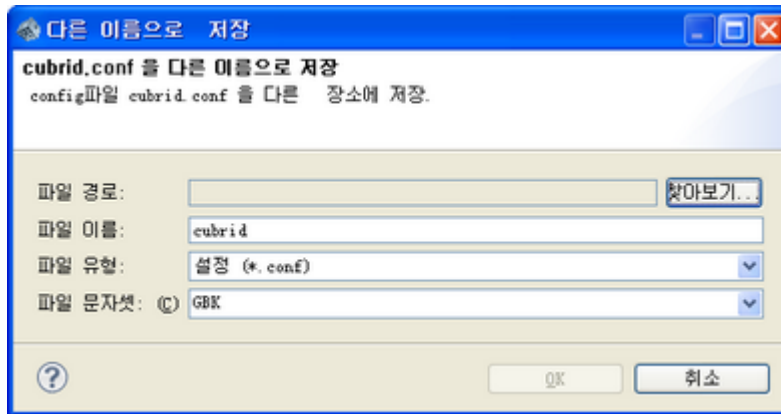 다른 이름으로 저장
cubrid.conf 을 다른 이름으로 저장
config파일 cubrid.conf 을 다른 장소에 저장.
파일 경로:
찾아보기...
파일 이름: cubrid
파일 유형: 설정 (*.conf)
파일 문자셋: (C) GBK
?
OK 취소